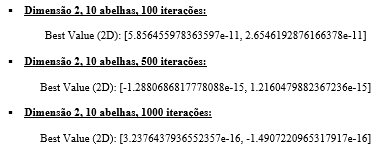 ▪ Dimensão 2, 10 abelhas, 100 iterações:
Best Value (2D): [5.856455978363597e-11, 2.6546192876166378e-11]
▪ Dimensão 2, 10 abelhas, 500 iterações:
Best Value (2D): [-1.2880686817778088e-15, 1.2160479882367236e-15]
▪ Dimensão 2, 10 abelhas, 1000 iterações:
Best Value (2D): [3.2376437936552357e-16, -1.4907220965317917e-16]